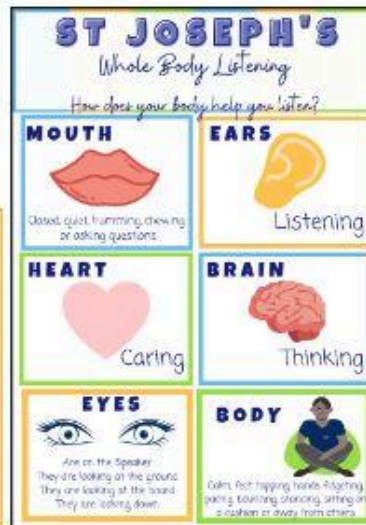 ST JOSEPH'S
Whole Body Listening
How does your body help you listen?
MOUTH
Closed, quiet, humming, chewing
or asking questions
EARS
Listening
HEART
Caring
BRAIN
Thinking
EYES
Are on the Speaker
They are looking at the ground
They are looking at the board
They are looking down
BODY
Calm, feet tapping, hands fidgeting,
pacing, bouncing, standing, sitting on
a cushion or away from others